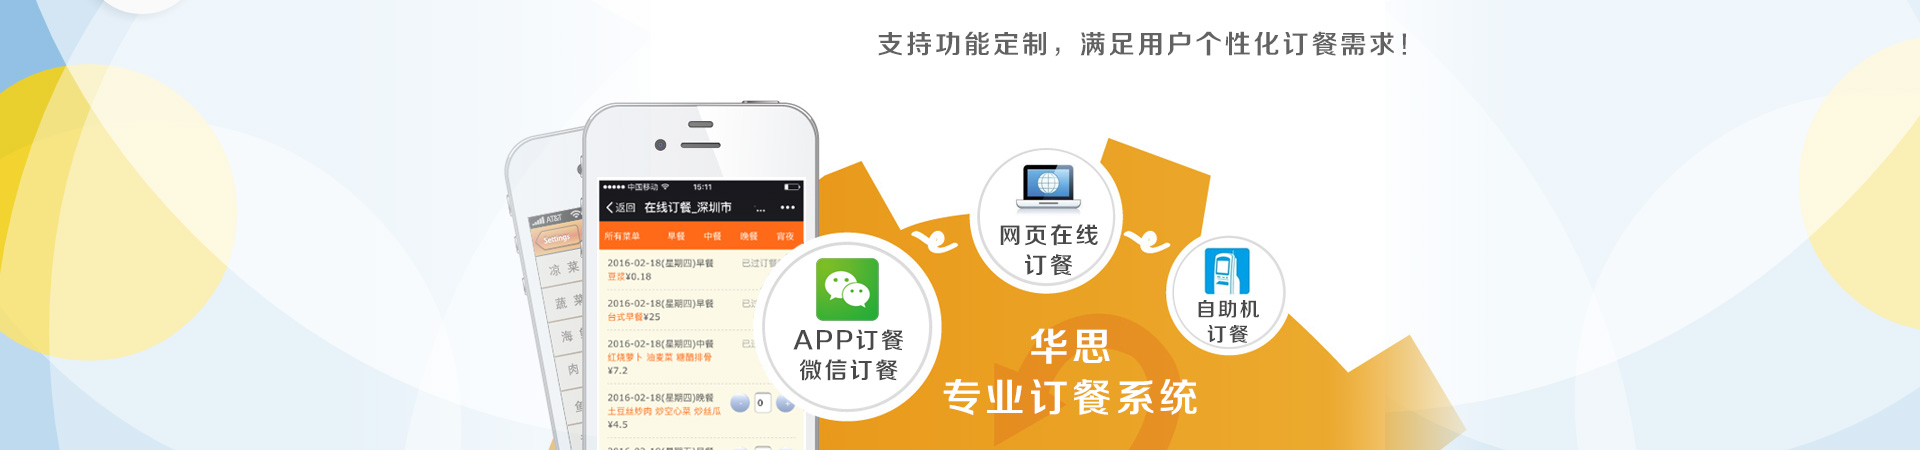 支持功能定制，满足用户个性化订餐需求！
中国移动 15:11
返回 在线订餐_深圳市 ...
所有菜单 早餐 中餐 晚餐 宵夜
2016-02-18(星期四)早餐
豆浆¥0.18
2016-02-18(星期四)早餐
台式早餐¥25
2016-02-18(星期四)中餐
红烧萝卜 油麦菜 糖醋排骨
¥7.2
2016-02-18(星期四)晚餐
土豆丝炒肉 炒空心菜 炒丝瓜
¥4.5
0
AT&T
Settings
凉 菜
蔬 菜
海
肉
APP订餐
微信订餐
网页在线
订餐
自助机
订餐
华思
专业订餐系统